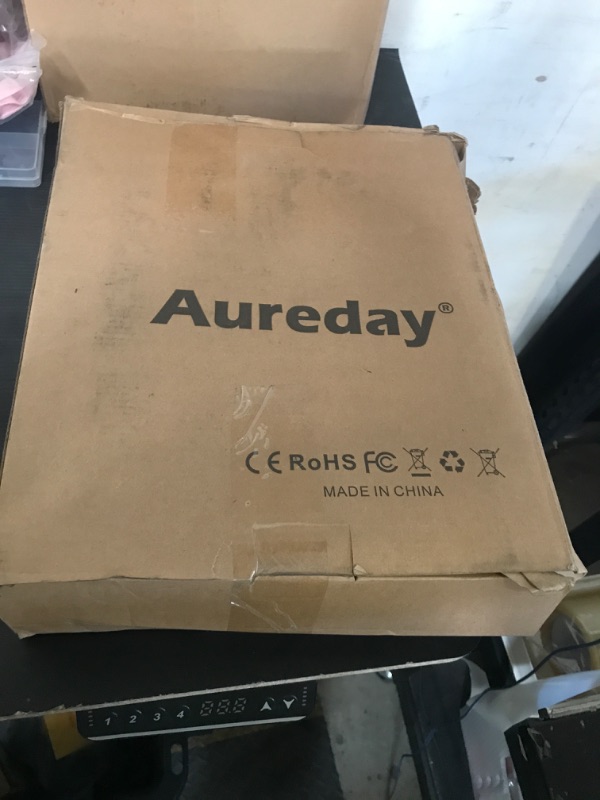 Aureday®
CE RoHS FC
MADE IN CHINA
1 2 3 4 888